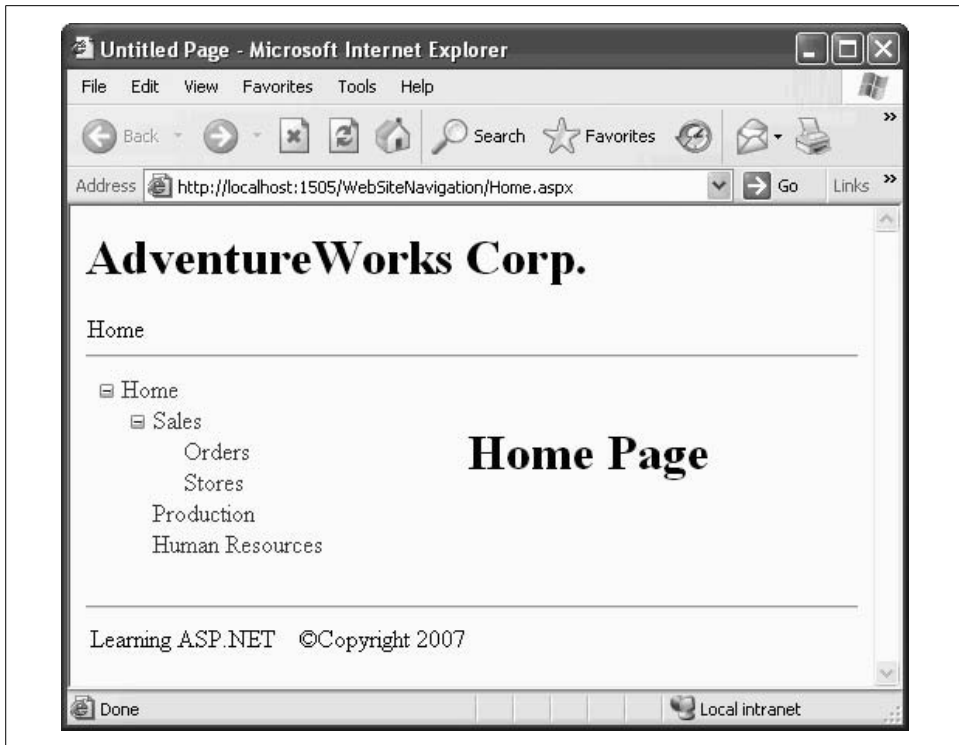 Untitled Page - Microsoft Internet Explorer
File Edit View Favorites Tools Help
Back Search Favorites »
Address http://localhost:1505/WebSiteNavigation/Home.aspx Go Links »
AdventureWorks Corp.
Home
Home
Sales
Orders
Stores
Production
Human Resources
Home Page
Learning ASP.NET ©Copyright 2007
Done Local intranet